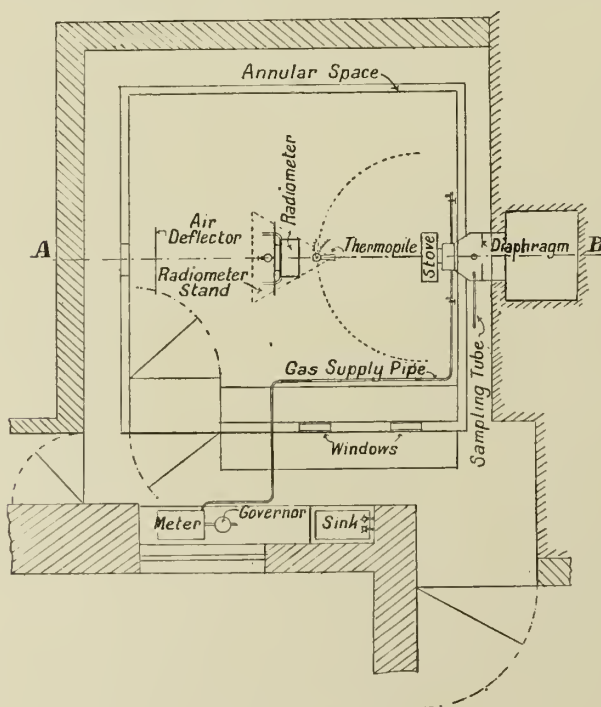 Annular Space
Radiometer
Air
Deflector
A
Thermopile
Stove
Diaphragm
B
Radiometer
Stand
Sampling Tube
Gas Supply Pipe
Windows
Meter
Governor
Sink